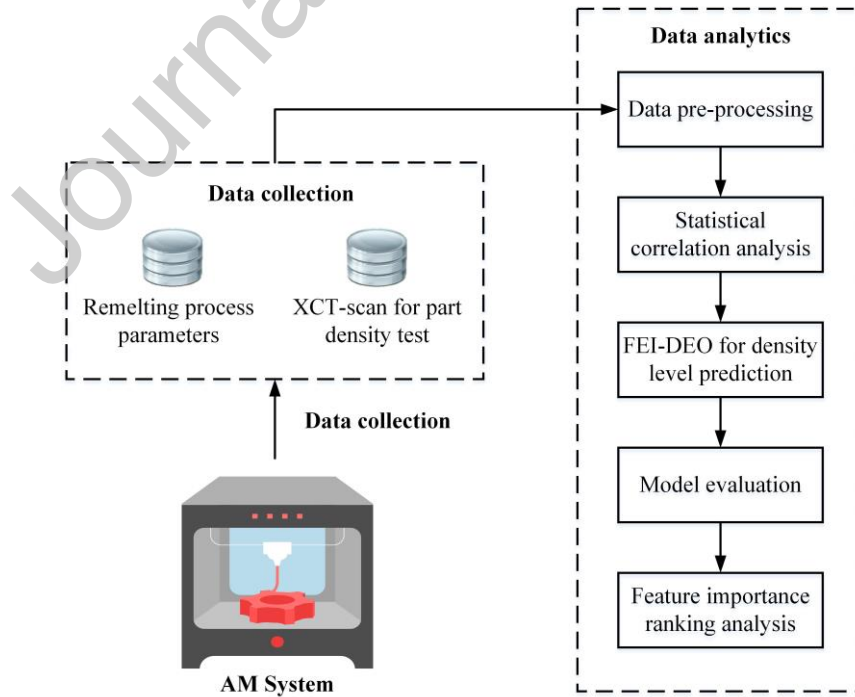 Journa
Data analytics
Data pre-processing
Statistical
correlation analysis
FEI-DEO for density
level prediction
Model evaluation
Feature importance
ranking analysis
Data collection
Remelting process
parameters
XCT-scan for part
density test
Data collection
AM System